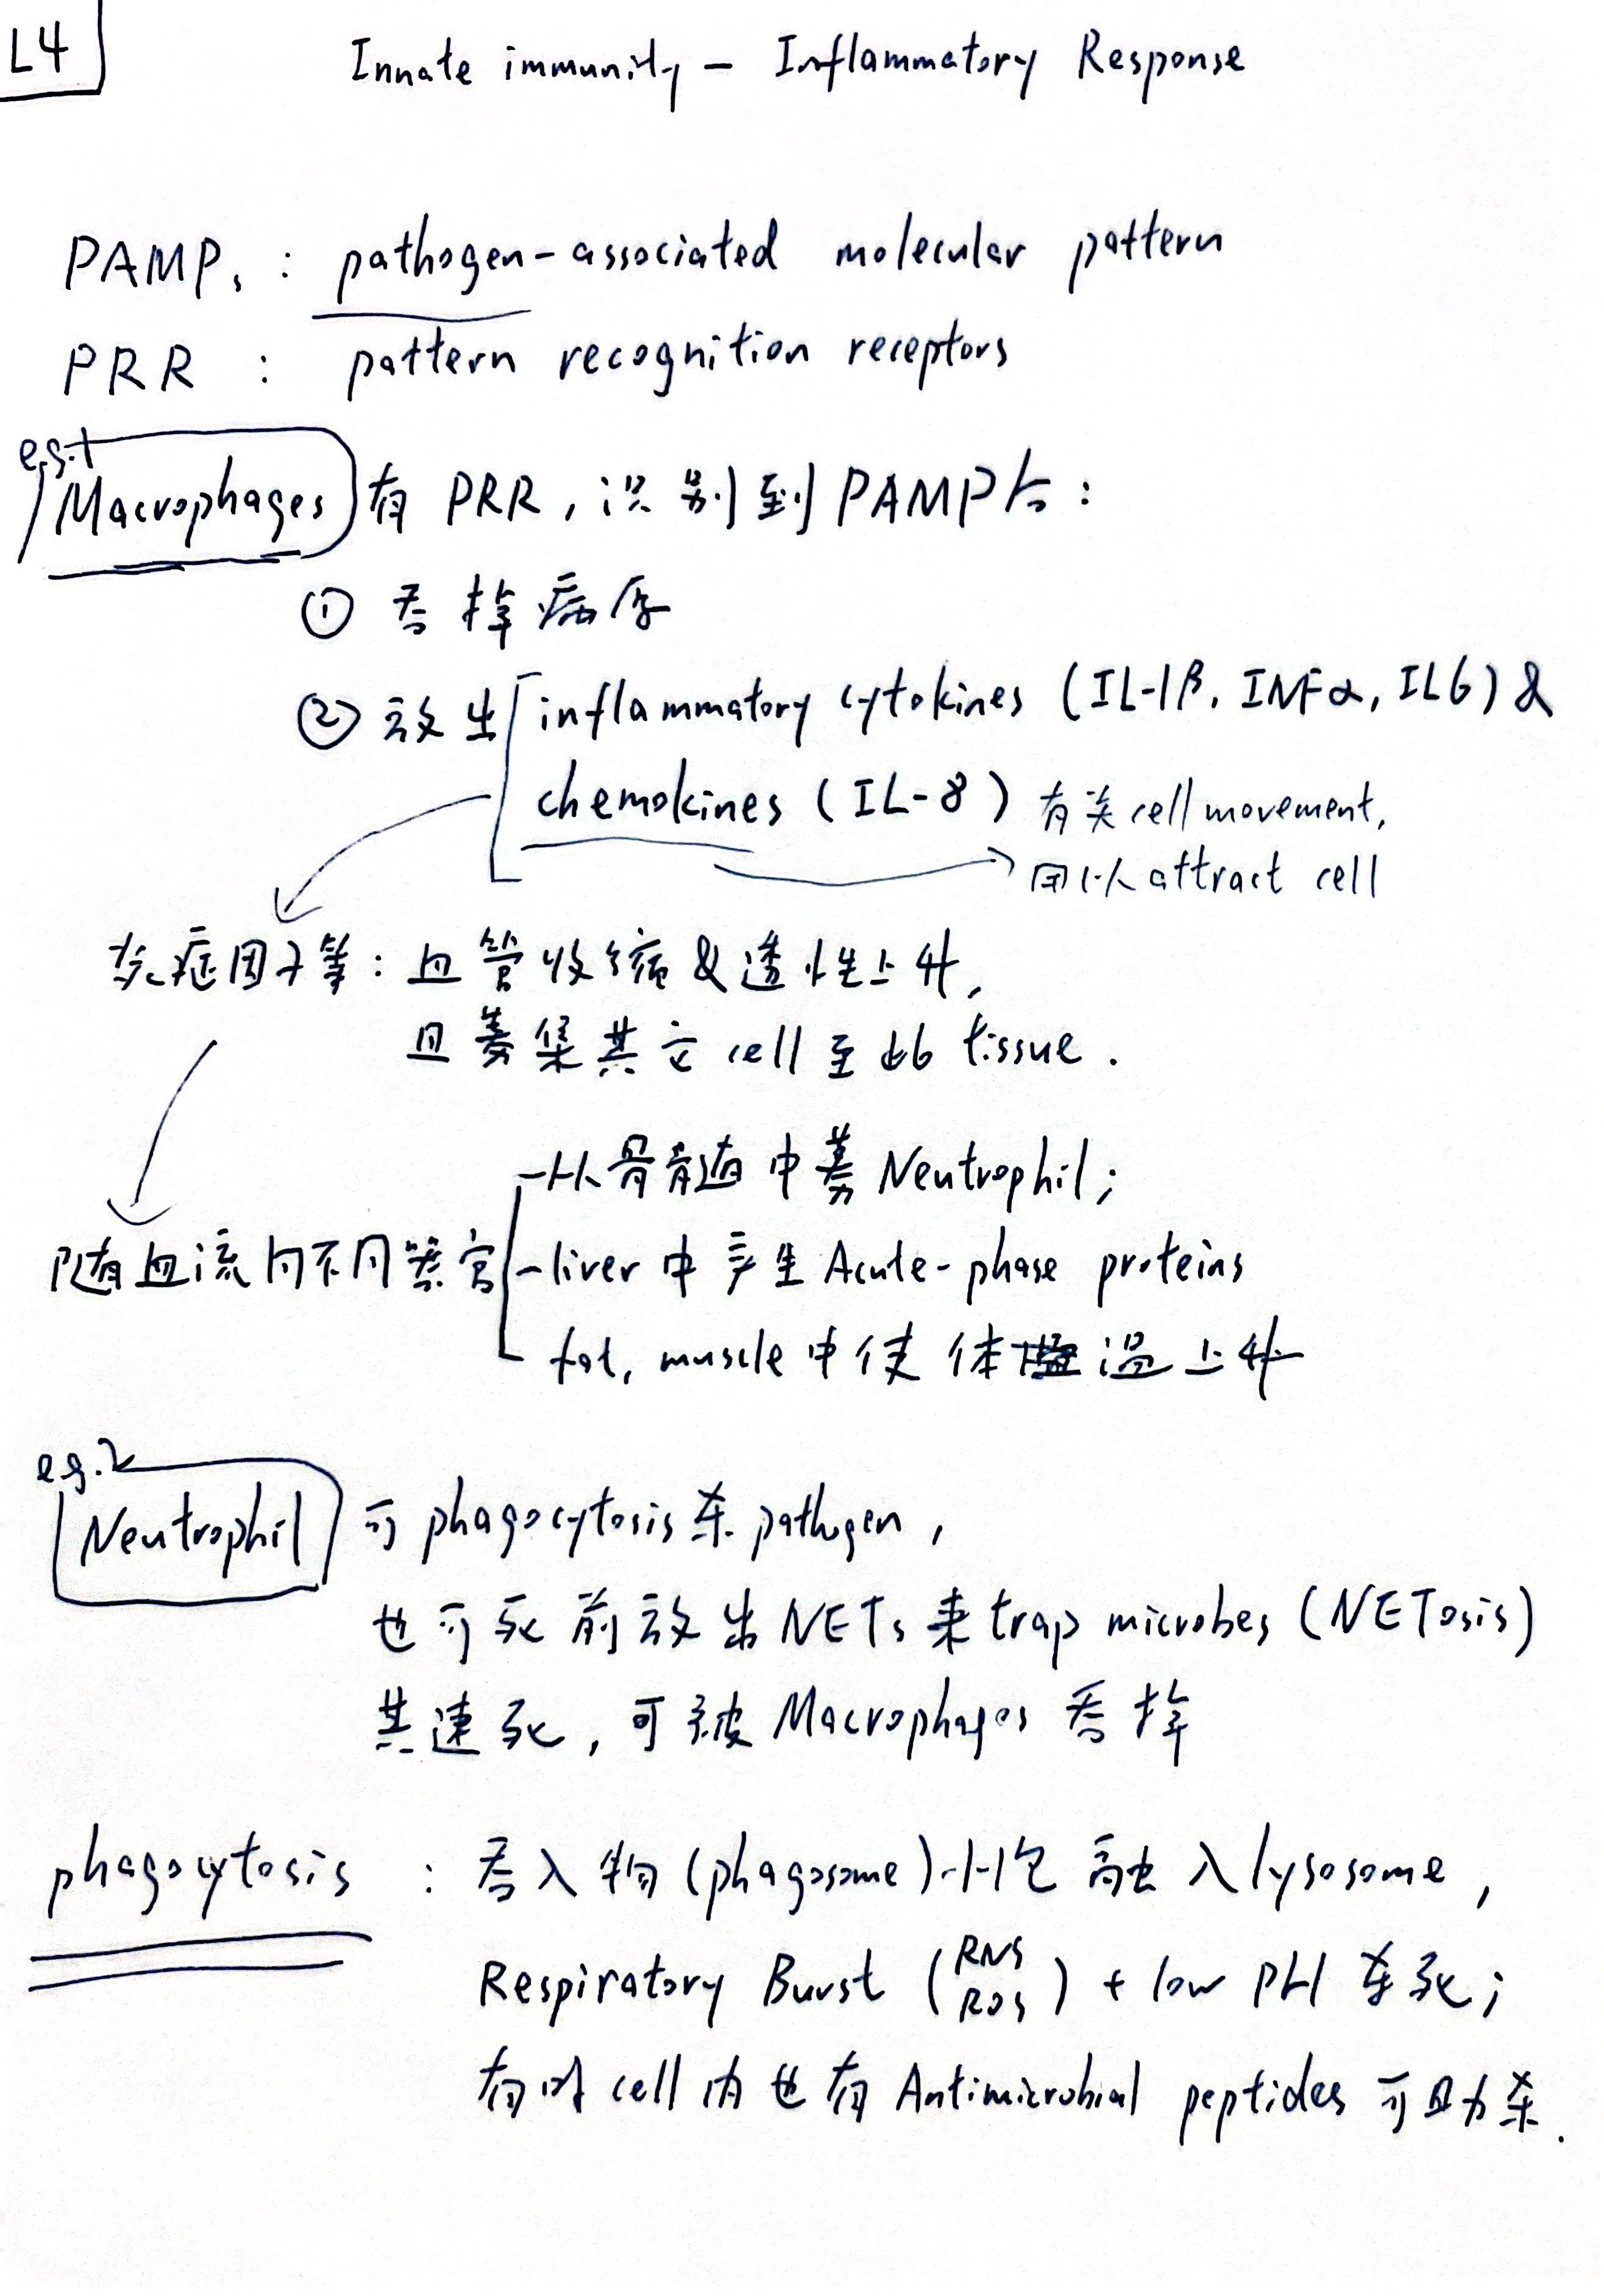 L4
Innate immunity - Inflammatory Response
PAMPs : pathogen-associated molecular pattern
PRR : pattern recognition receptors
e.g.1
Macrophages 有 PRR, 识别到 PAMP后:
① 吞掉病原
② 放出 inflammatory cytokines (IL-1β, INFα, IL6) &
chemokines (IL-8) 有关 cell movement,
用以 attract cell
炎症因子等: 血管收缩&透性上升,
且募集其它 cell 至此 tissue.
-从骨髓中募 Neutrophil;
随血流向不同器官 -liver 中产生 Acute-phase proteins
fat, muscle 中使体温上升
e.g.2
Neutrophil 可 phagocytosis 杀 pathogen,
也可死前放出 NETs 来 trap microbes (NETosis)
其速死, 可被 Macrophages 吞掉
phagocytosis : 吞入物 (phagosome) 小包融入 lysosome,
Respiratory Burst (RNS ROS) + low PH 杀死;
有时 cell 内也有 Antimicrobial peptides 可助杀.